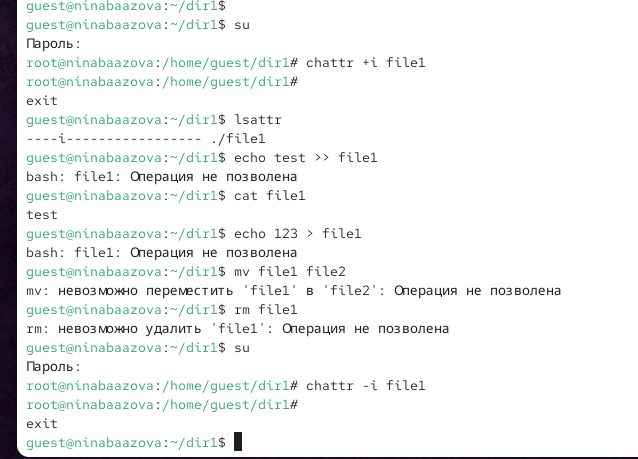 guest@ninabaazova:~/dir1$
guest@ninabaazova:~/dir1$ su
Пароль:
root@ninabaazova:/home/guest/dir1# chattr +i file1
root@ninabaazova:/home/guest/dir1#
exit
guest@ninabaazova:~/dir1$ lsattr
----i----------------- ./file1
guest@ninabaazova:~/dir1$ echo test >> file1
bash: file1: Операция не позволена
guest@ninabaazova:~/dir1$ cat file1
test
guest@ninabaazova:~/dir1$ echo 123 > file1
bash: file1: Операция не позволена
guest@ninabaazova:~/dir1$ mv file1 file2
mv: невозможно переместить 'file1' в 'file2': Операция не позволена
guest@ninabaazova:~/dir1$ rm file1
rm: невозможно удалить 'file1': Операция не позволена
guest@ninabaazova:~/dir1$ su
Пароль:
root@ninabaazova:/home/guest/dir1# chattr -i file1
root@ninabaazova:/home/guest/dir1#
exit
guest@ninabaazova:~/dir1$